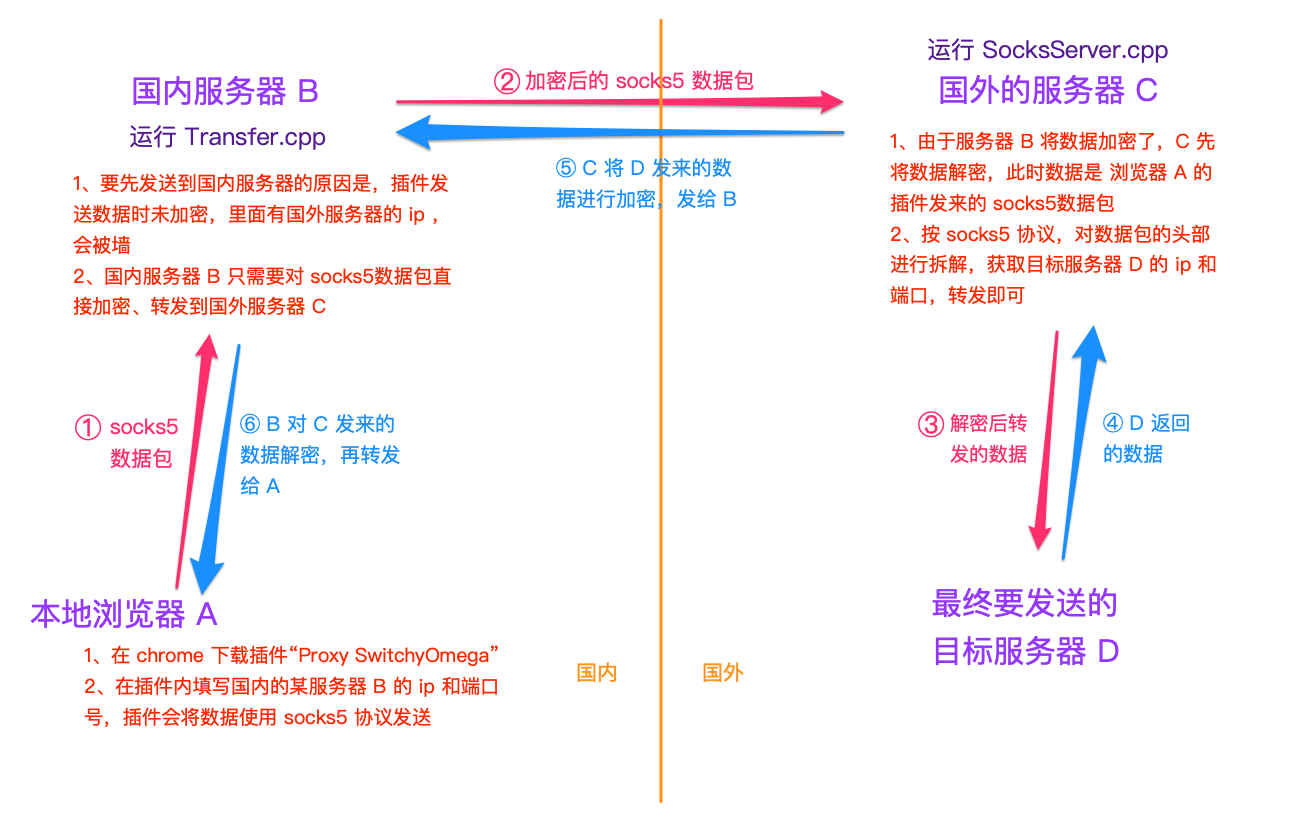 运行 SocksServer.cpp
国内服务器 B
② 加密后的 socks5 数据包
国外的服务器 C
运行 Transfer.cpp
1、要先发送到国内服务器的原因是，插件发
送数据时未加密，里面有国外服务器的 ip ，
会被墙
2、国内服务器 B 只需要对 socks5数据包直
接加密、转发到国外服务器 C
⑤ C 将 D 发来的数
据进行加密，发给 B
1、由于服务器 B 将数据加密了，C 先
将数据解密，此时数据是 浏览器 A 的
插件发来的 socks5数据包
2、按 socks5 协议，对数据包的头部
进行拆解，获取目标服务器 D 的 ip 和
端口，转发即可
① socks5
数据包
⑥ B 对 C 发来的
数据解密，再转发
给 A
③ 解密后转
发的数据
④ D 返回
的数据
本地浏览器 A
1、在 chrome 下载插件“Proxy SwitchyOmega”
2、在插件内填写国内的某服务器 B 的 ip 和端口
号，插件会将数据使用 socks5 协议发送
国内
国外
最终要发送的
目标服务器 D